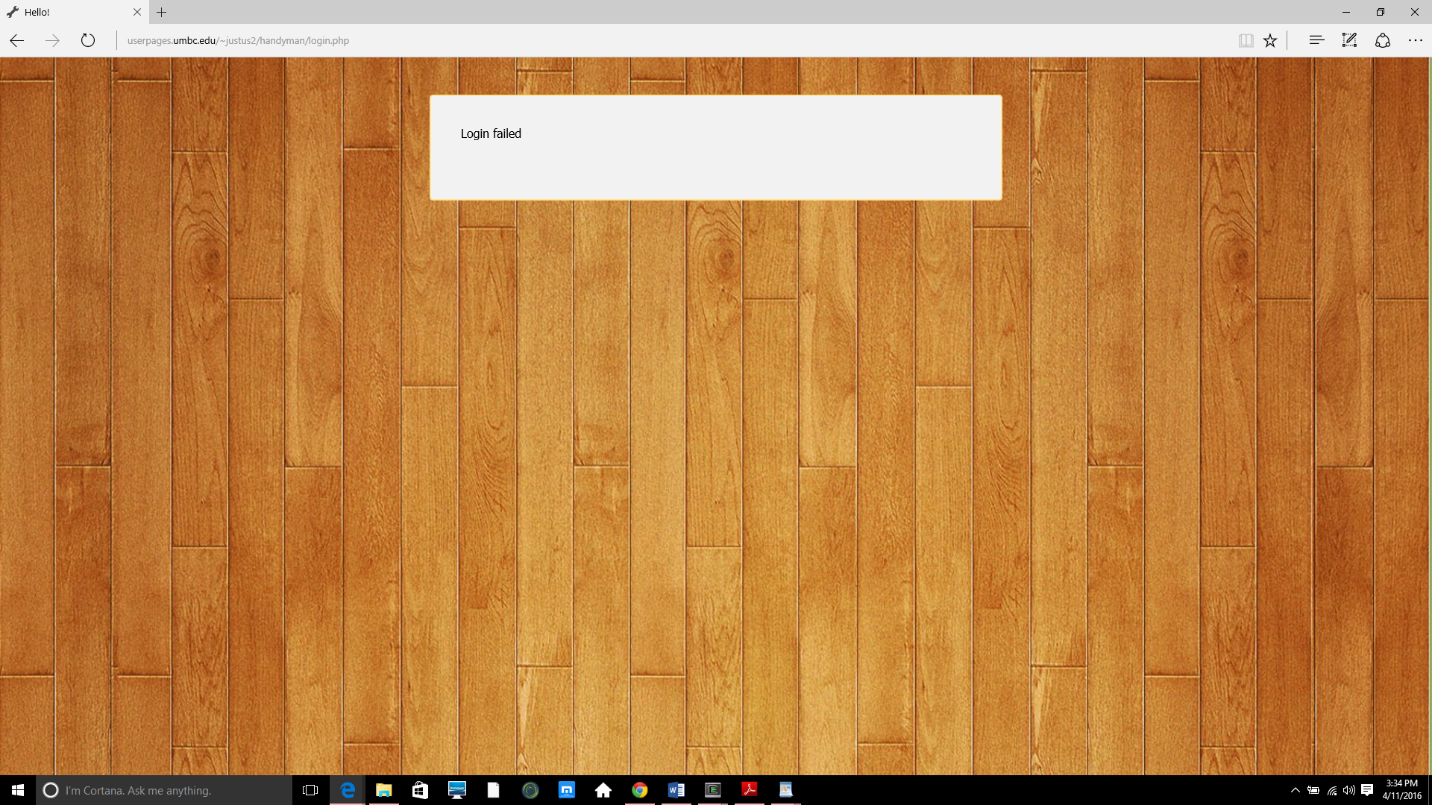 Hello!
userpages.umbc.edu/~justus2/handyman/login.php
Login failed
I'm Cortana. Ask me anything.
3:34 PM
4/11/2016